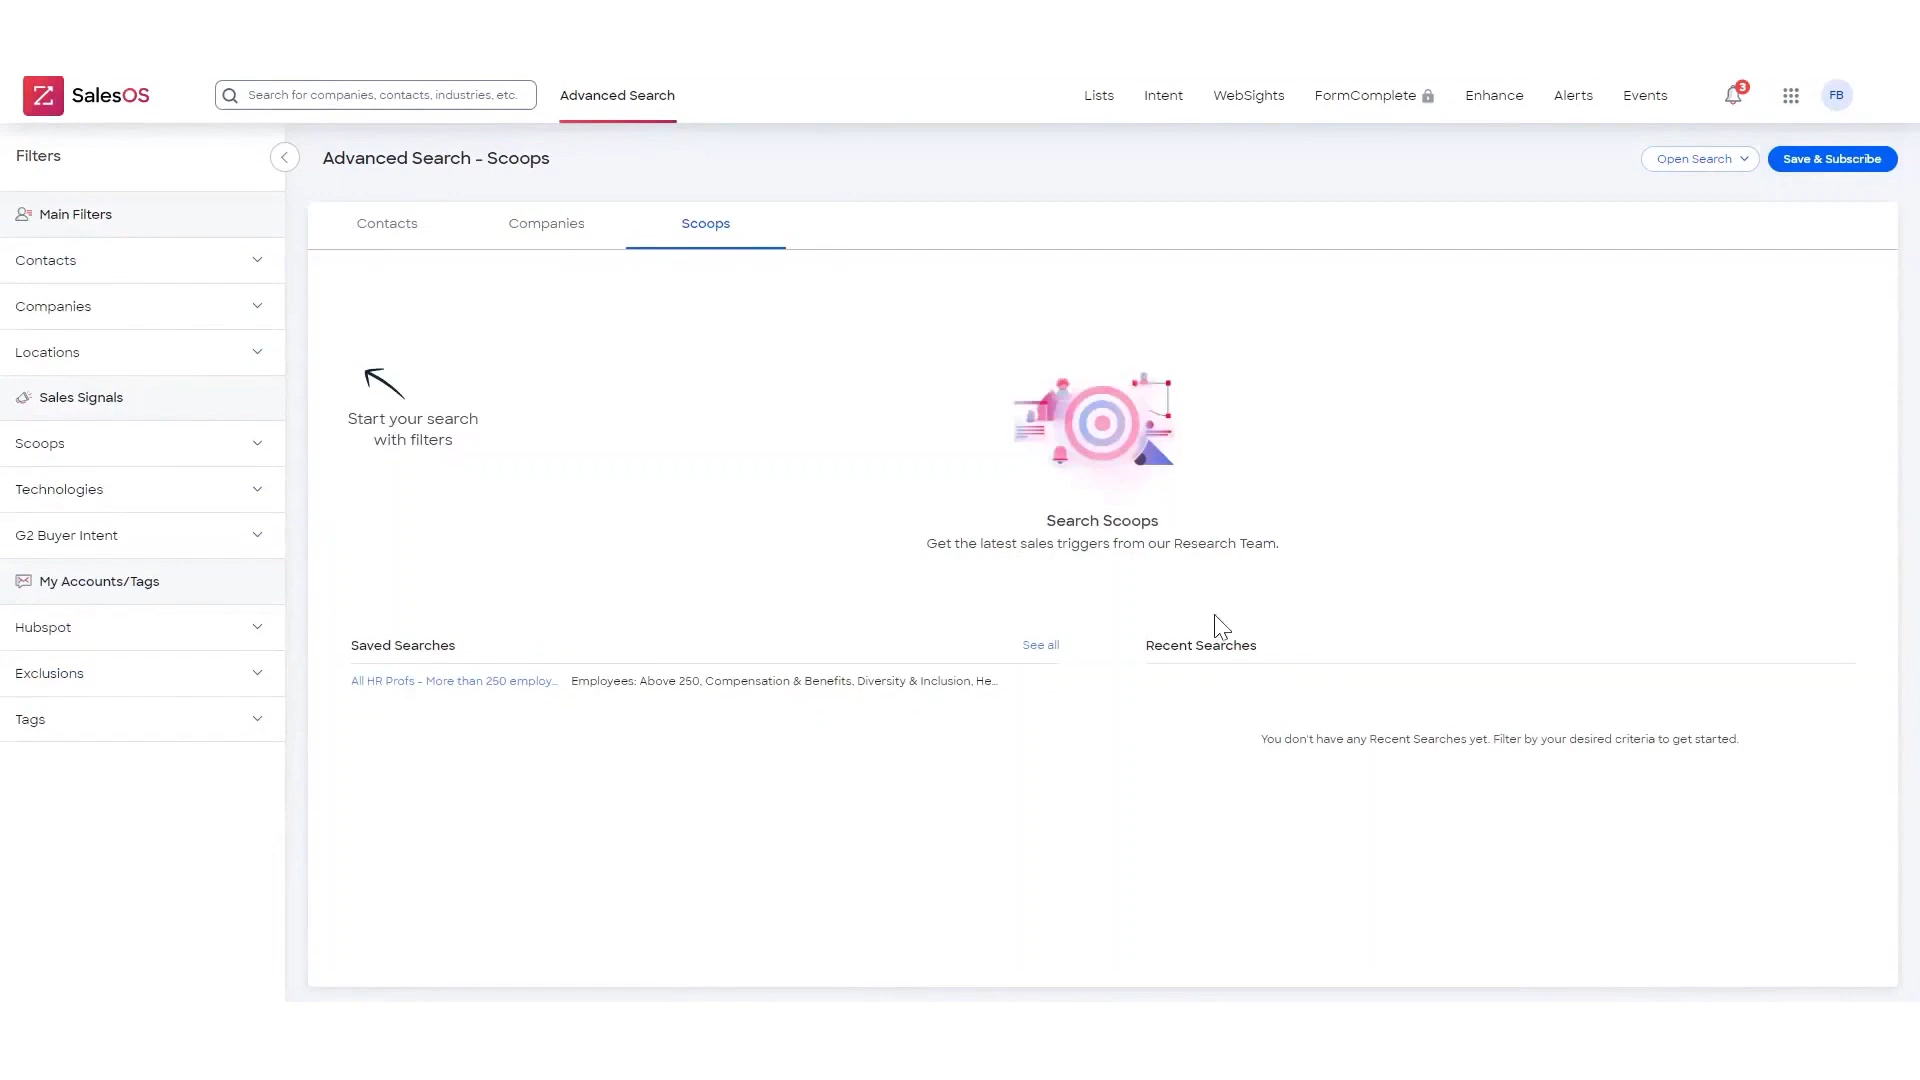 SalesOS
Search for companies, contacts, industries, etc.
Advanced Search
Lists
Intent
WebSights
FormComplete
Enhance
Alerts
Events
3
FB
Filters
Advanced Search - Scoops
Open Search
Save & Subscribe
Main Filters
Contacts
Companies
Locations
Sales Signals
Scoops
Technologies
G2 Buyer Intent
My Accounts/Tags
Hubspot
Exclusions
Tags
Contacts
Companies
Scoops
Start your search
with filters
Search Scoops
Get the latest sales triggers from our Research Team.
Saved Searches
See all
All HR Profs - More than 250 employ...
Employees: Above 250, Compensation & Benefits, Diversity & Inclusion, He...
Recent Searches
You don't have any Recent Searches yet. Filter by your desired criteria to get started.